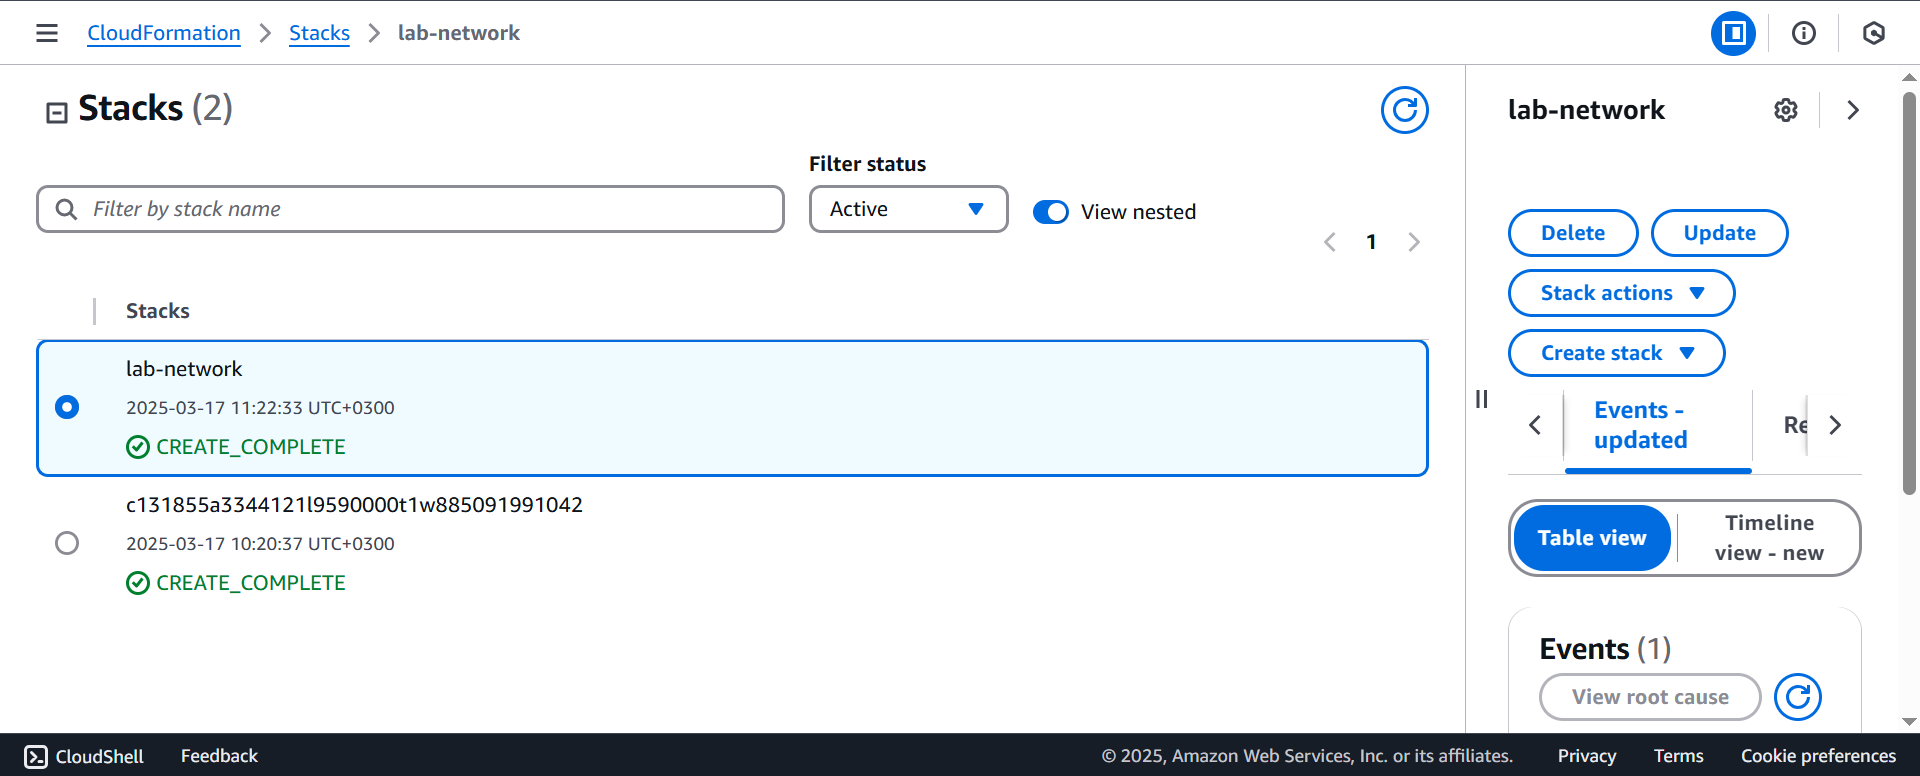 CloudFormation > Stacks > lab-network
Stacks (2)
Filter status
Filter by stack name
Active
View nested
1
Stacks
lab-network
2025-03-17 11:22:33 UTC+0300
CREATE_COMPLETE
c131855a3344121l9590000t1w885091991042
2025-03-17 10:20:37 UTC+0300
CREATE_COMPLETE
lab-network
Delete
Update
Stack actions
Create stack
Events -
updated
Re
Table view
Timeline
view - new
Events (1)
View root cause
CloudShell
Feedback
© 2025, Amazon Web Services, Inc. or its affiliates.
Privacy
Terms
Cookie preferences